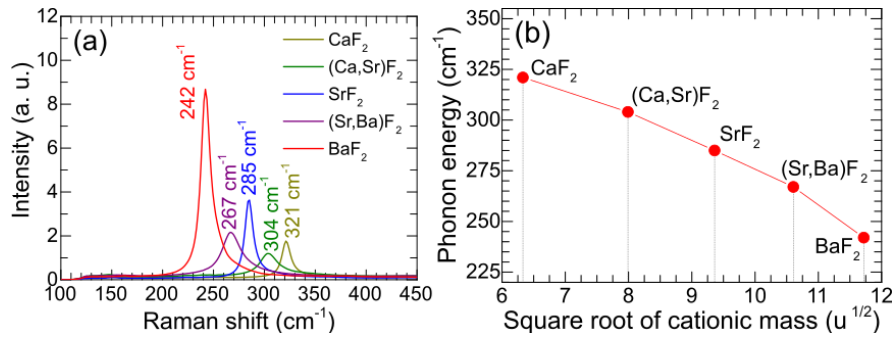 (a)
12
10
8
6
4
2
0
Intensity (a. u.)
100 150 200 250 300 350 400 450
Raman shift (cm⁻¹)
242 cm⁻¹
267 cm⁻¹
285 cm⁻¹
304 cm⁻¹
321 cm⁻¹
CaF₂
(Ca,Sr)F₂
SrF₂
(Sr,Ba)F₂
BaF₂
(b)
350
325
300
275
250
225
Phonon energy (cm⁻¹)
6 7 8 9 10 11 12
Square root of cationic mass (u¹/²)
CaF₂
(Ca,Sr)F₂
SrF₂
(Sr,Ba)F₂
BaF₂